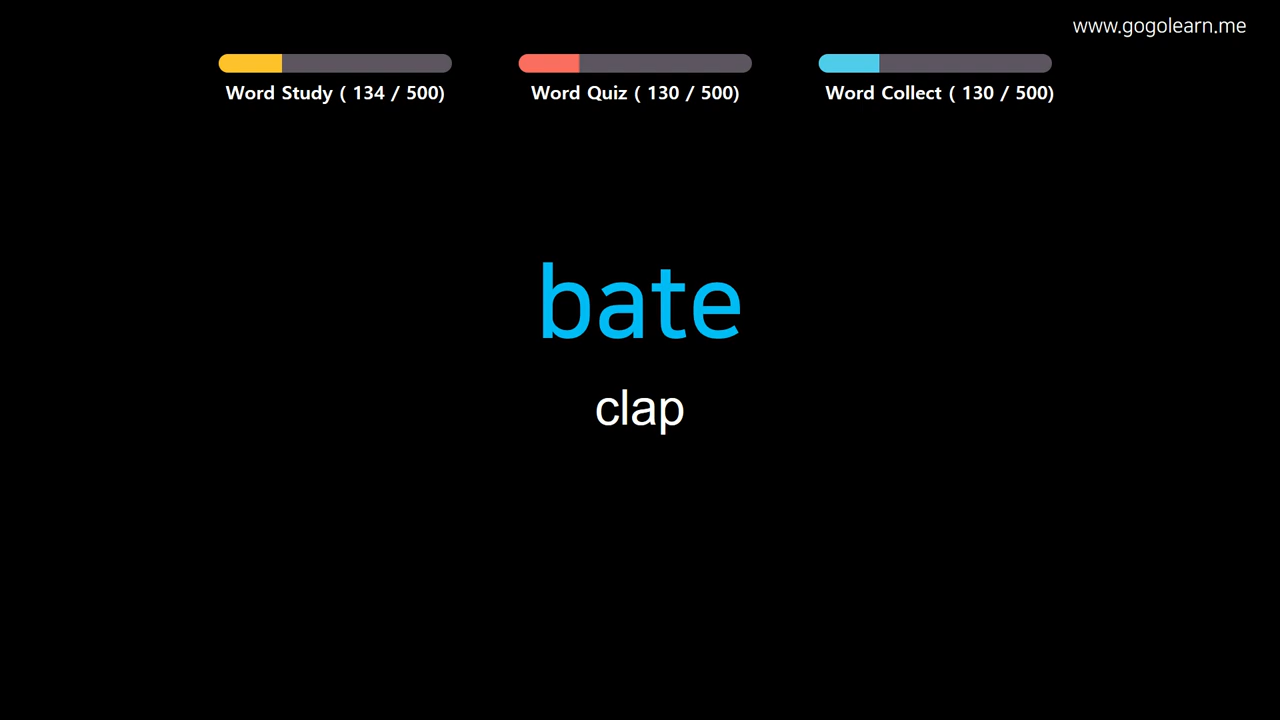 www.gogolearn.me
Word Study ( 134 / 500)
Word Quiz ( 130 / 500)
Word Collect ( 130 / 500)
bate
clap